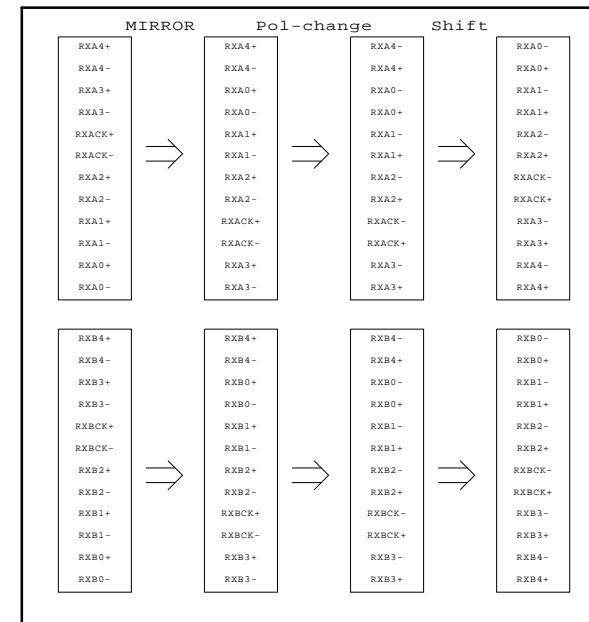 MIRROR Pol-change Shift
RXA4+ RXA4+ RXA4- RXA0-
RXA4- RXA4- RXA4+ RXA0+
RXA3+ RXA0+ RXA0- RXA1-
RXA3- RXA0- RXA0+ RXA1+
RXACK+ RXA1+ RXA1- RXA2-
RXACK- RXA1- RXA1+ RXA2+
RXA2+ RXA2+ RXA2- RXACK-
RXA2- RXA2- RXA2+ RXACK+
RXA1+ RXACK+ RXACK- RXA3-
RXA1- RXACK- RXACK+ RXA3+
RXA0+ RXA3+ RXA3- RXA4-
RXA0- RXA3- RXA3+ RXA4+
RXB4+ RXB4+ RXB4- RXB0-
RXB4- RXB4- RXB4+ RXB0+
RXB3+ RXB0+ RXB0- RXB1-
RXB3- RXB0- RXB0+ RXB1+
RXBCK+ RXB1+ RXB1- RXB2-
RXBCK- RXB1- RXB1+ RXB2+
RXB2+ RXB2+ RXB2- RXBCK-
RXB2- RXB2- RXB2+ RXBCK+
RXB1+ RXBCK+ RXBCK- RXB3-
RXB1- RXBCK- RXBCK+ RXB3+
RXB0+ RXB3+ RXB3- RXB4-
RXB0- RXB3- RXB3+ RXB4+